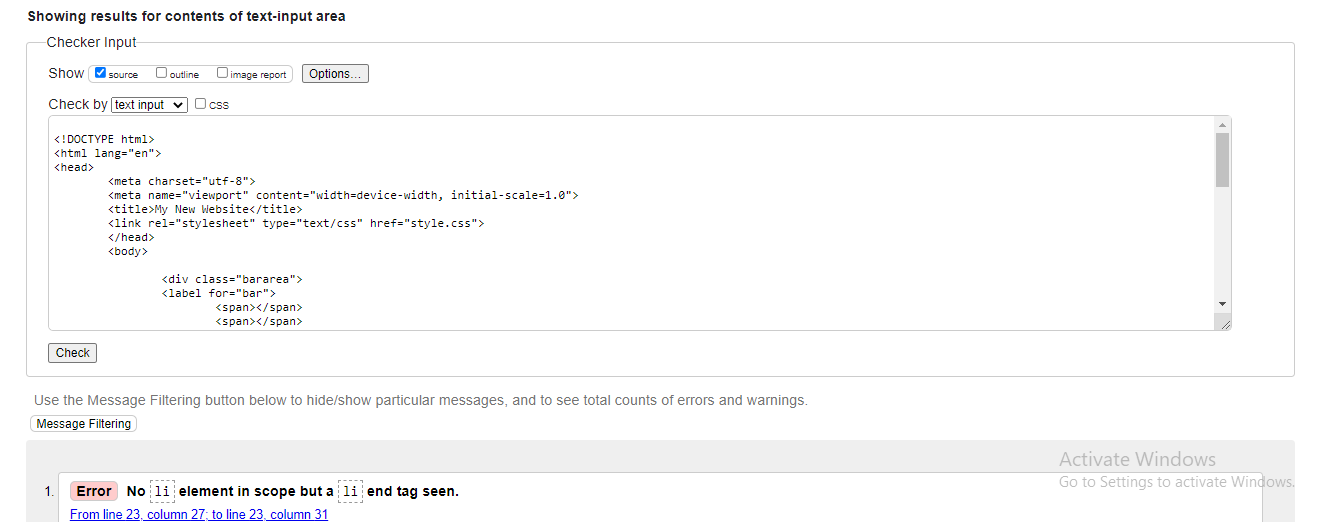 Showing results for contents of text-input area
Checker Input
Show source outline image report Options...
Check by text input css
<!DOCTYPE html>
<html lang="en">
<head>
<meta charset="utf-8">
<meta name="viewport" content="width=device-width, initial-scale=1.0">
<title>My New Website</title>
<link rel="stylesheet" type="text/css" href="style.css">
</head>
<body>
<div class="bararea">
<label for="bar">
<span></span>
<span></span>
Check
Use the Message Filtering button below to hide/show particular messages, and to see total counts of errors and warnings.
Message Filtering
Activate Windows
Go to Settings to activate Windows.
1. Error No li element in scope but a li end tag seen.
From line 23, column 27; to line 23, column 31